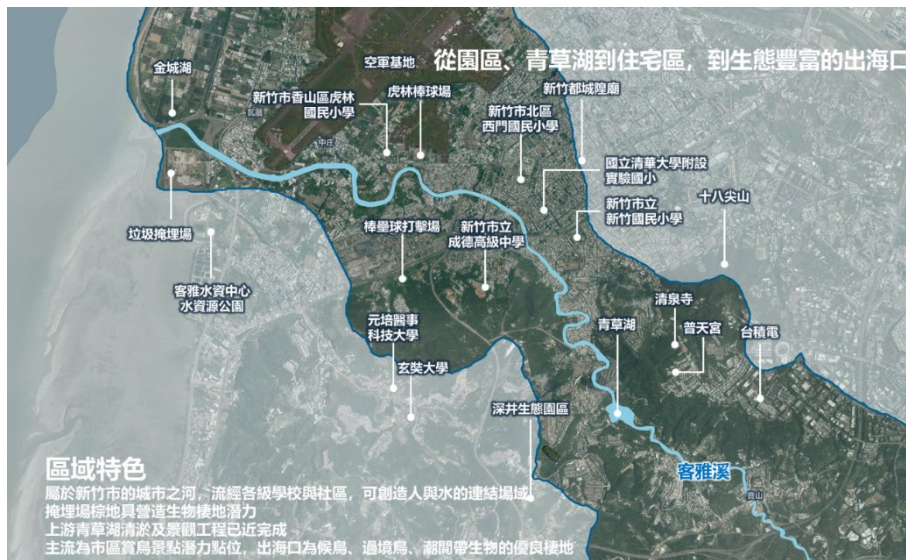 從園區、青草湖到住宅區，到生態豐富的出海口
金城湖
空軍基地
新竹市香山區虎林
國民小學
虎林棒球場
新竹都城隍廟
新竹市北區
西門國民小學
中庄
國立清華大學附設
實驗國小
十八尖山
新竹市立
新竹國民小學
垃圾掩埋場
棒壘球打擊場
新竹市立
成德高級中學
客雅水資中心
水資源公園
清泉寺
元培醫事
科技大學
青草湖
普天宮
台積電
玄奘大學
深井生態園區
客雅溪
寶山
區域特色
屬於新竹市的城市之河，流經各級學校與社區，可創造人與水的連結場域
掩埋場棕地具營造生物棲地潛力
上游青草湖清淤及景觀工程已近完成
主流為市區賞鳥景點潛力點位，出海口為候鳥、過境鳥、潮間帶生物的優良棲地